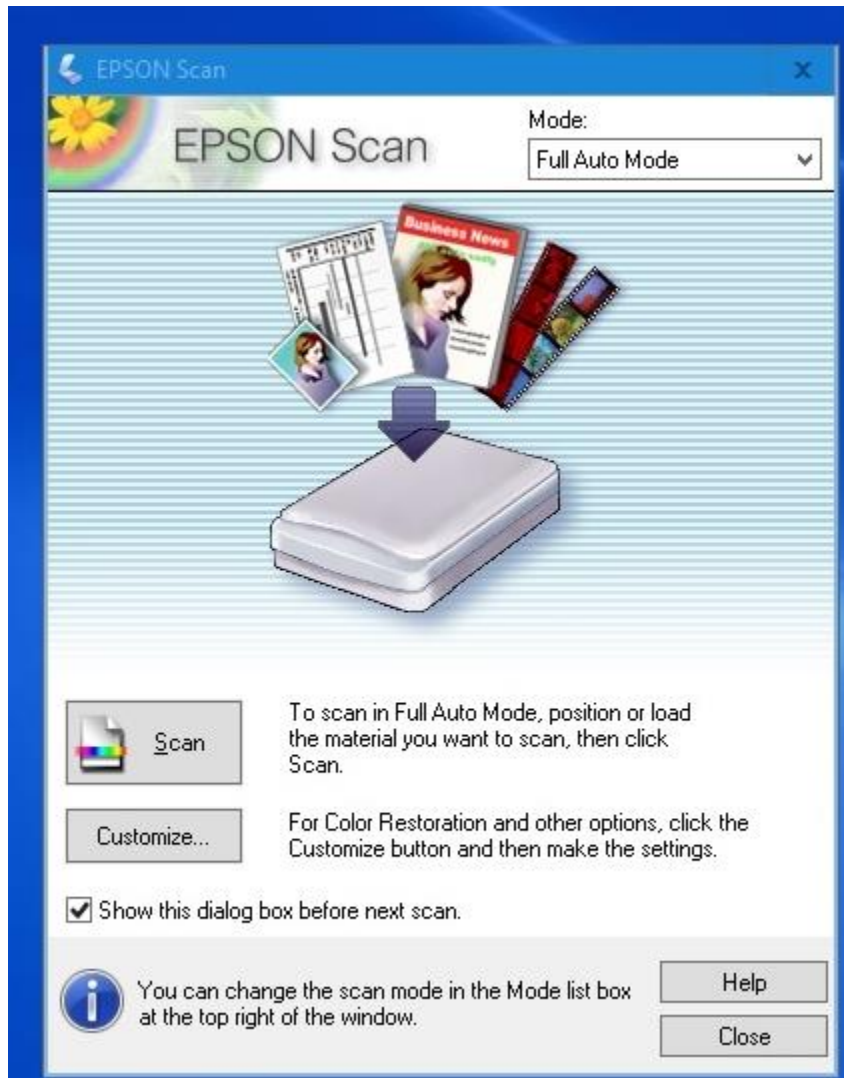 EPSON Scan
EPSON Scan
Mode:
Full Auto Mode
Business News
Scan
To scan in Full Auto Mode, position or load
the material you want to scan, then click
Scan.
Customize...
For Color Restoration and other options, click the
Customize button and then make the settings.
Show this dialog box before next scan.
You can change the scan mode in the Mode list box
at the top right of the window.
Help
Close